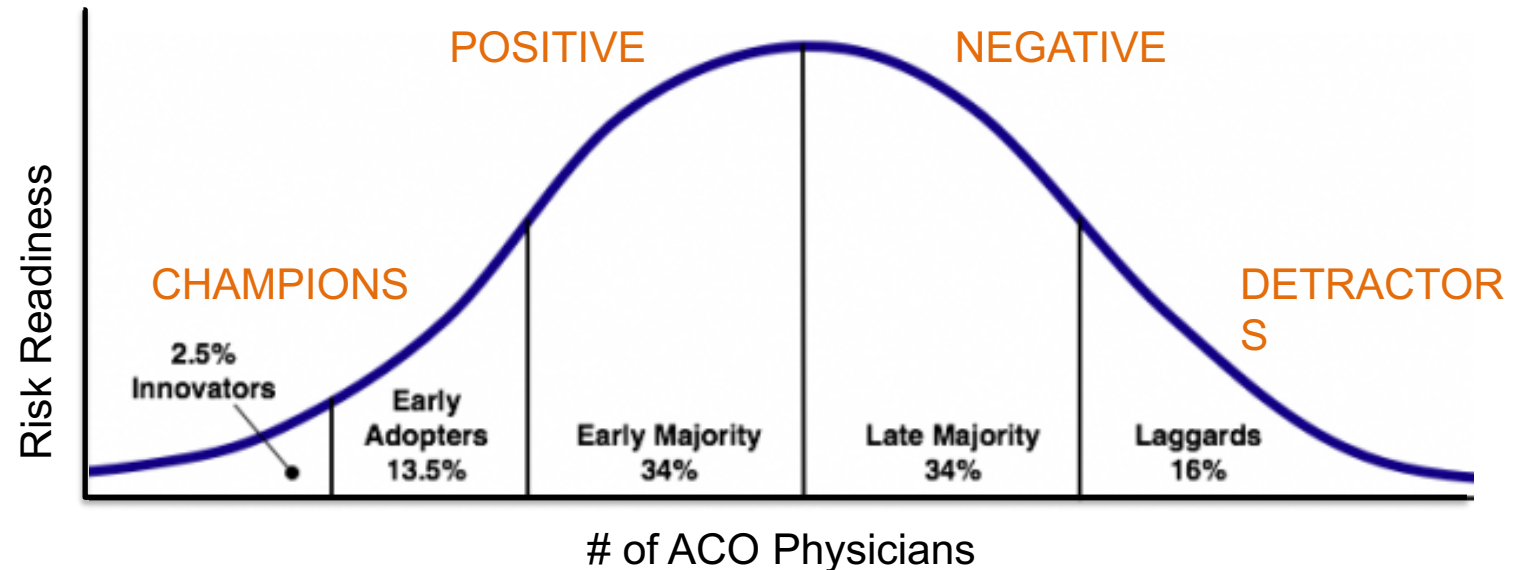 POSITIVE
NEGATIVE
CHAMPIONS
DETRACTOR
S
Risk Readiness
2.5%
Innovators
Early
Adopters
13.5%
Early Majority
34%
Late Majority
34%
Laggards
16%
# of ACO Physicians